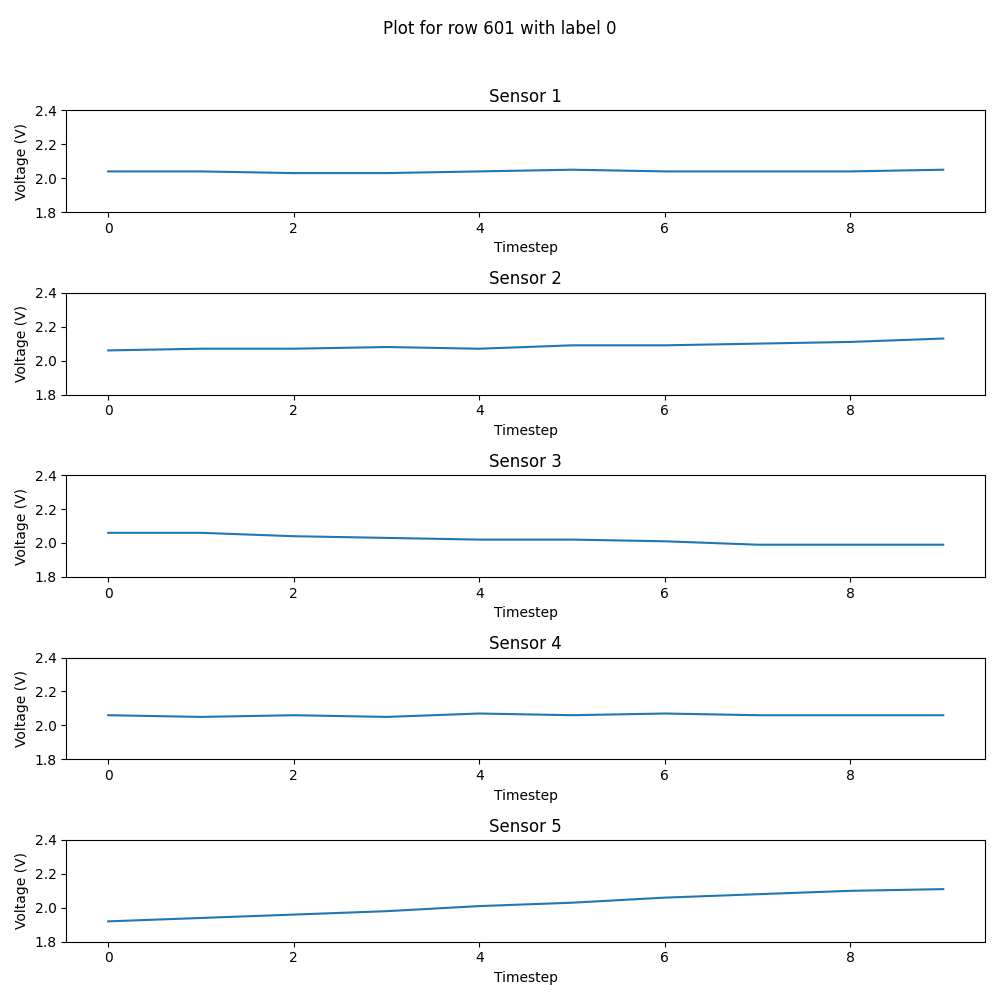 Plot for row 601 with label 0
Sensor 1
2.4
2.2
2.0
1.8
Voltage (V)
0 2 4 6 8
Timestep
Sensor 2
2.4
2.2
2.0
1.8
Voltage (V)
0 2 4 6 8
Timestep
Sensor 3
2.4
2.2
2.0
1.8
Voltage (V)
0 2 4 6 8
Timestep
Sensor 4
2.4
2.2
2.0
1.8
Voltage (V)
0 2 4 6 8
Timestep
Sensor 5
2.4
2.2
2.0
1.8
Voltage (V)
0 2 4 6 8
Timestep